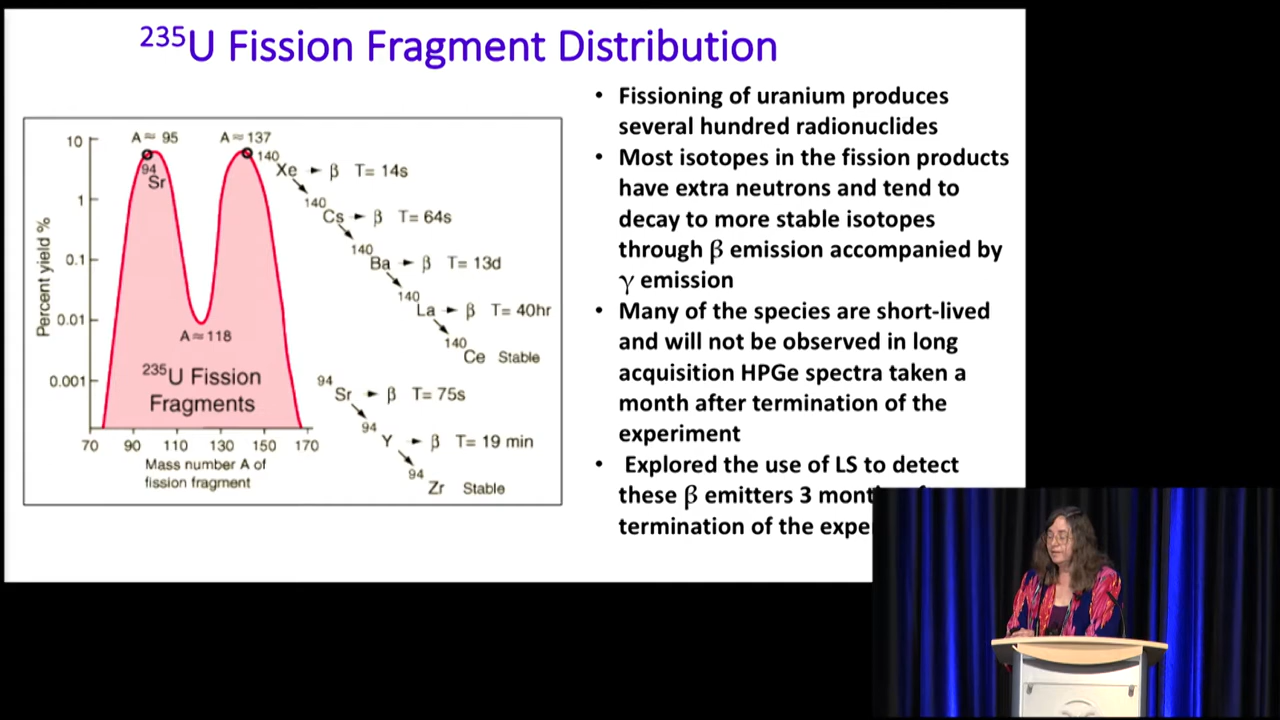 ²³⁵U Fission Fragment Distribution
A≈ 95
A≈137
94
Sr
A≈118
²³⁵U Fission
Fragments
10
1
0.1
0.01
0.001
Percent yield %
70 90 110 130 150 170
Mass number A of
fission fragment
140
Xe → β T= 14s
140
Cs → β T= 64s
140
Ba → β T= 13d
140
La → β T= 40hr
140
Ce Stable
94
Sr → β T= 75s
94
Y → β T= 19 min
94
Zr Stable
• Fissioning of uranium produces
several hundred radionuclides
• Most isotopes in the fission products
have extra neutrons and tend to
decay to more stable isotopes
through β emission accompanied by
γ emission
• Many of the species are short-lived
and will not be observed in long
acquisition HPGe spectra taken a
month after termination of the
experiment
• Explored the use of LS to detect
these β emitters 3
termination of the